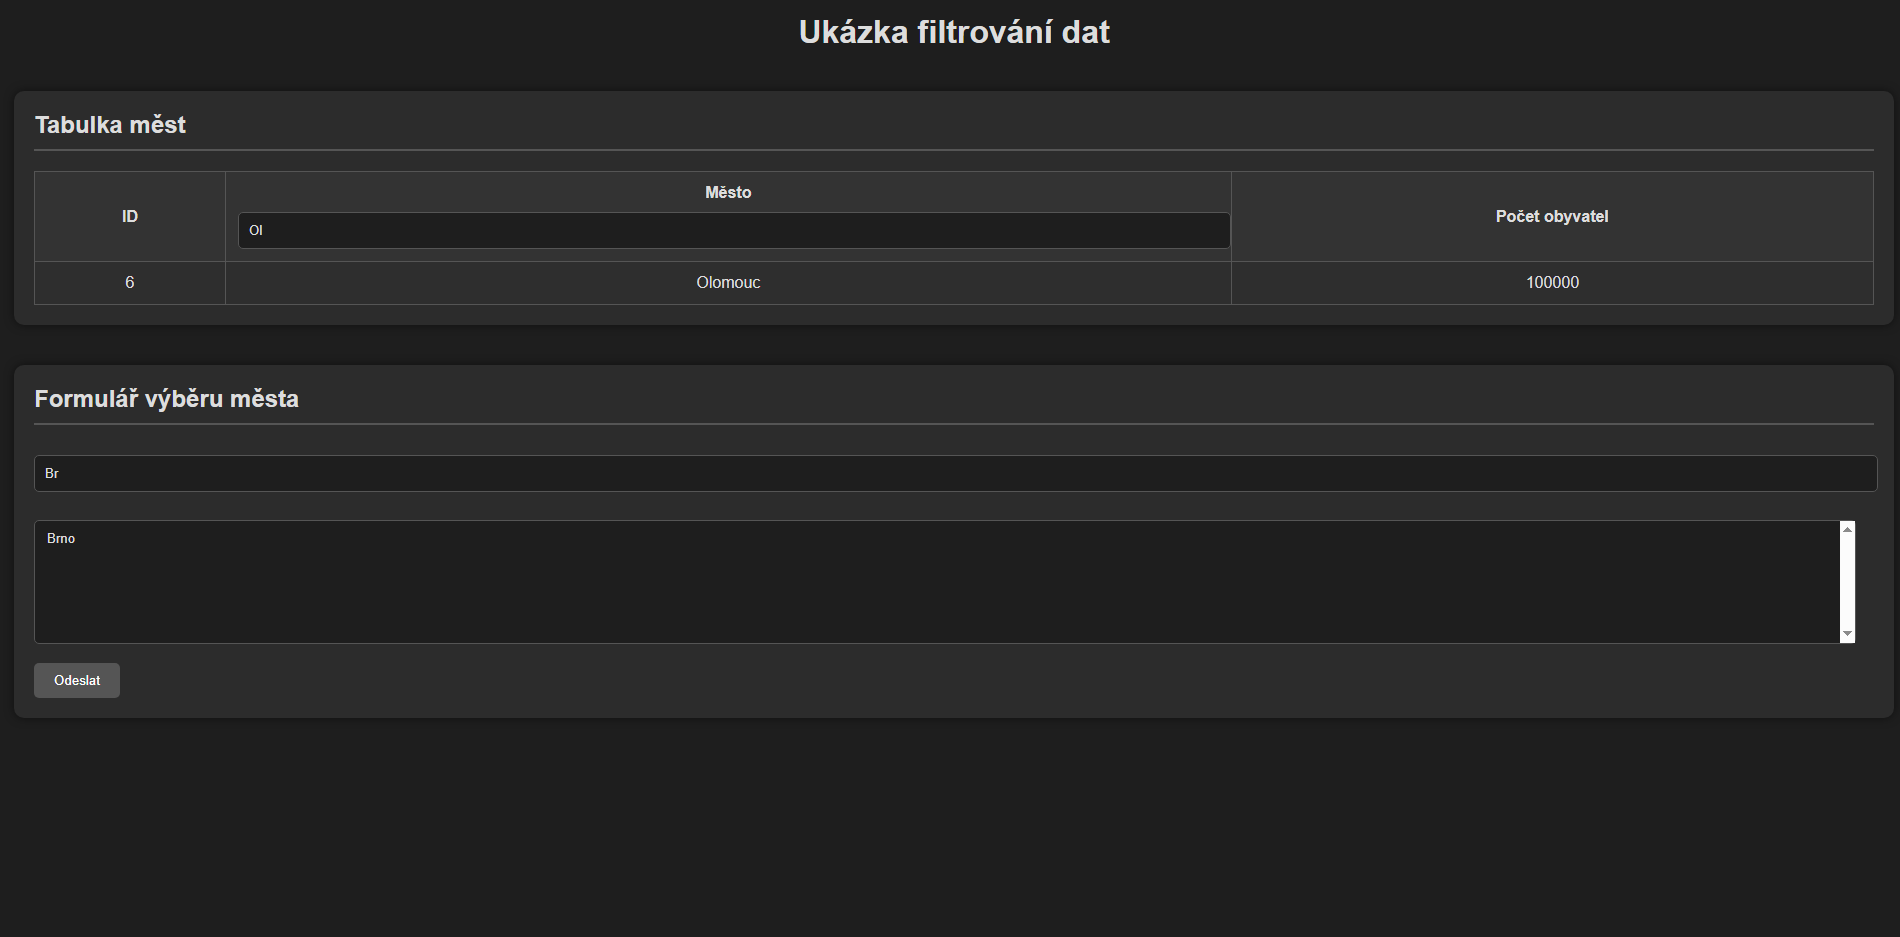 Ukázka filtrování dat
Tabulka měst
ID
Město
Počet obyvatel
Ol
6 Olomouc 100000
Formulář výběru města
Br
Brno
Odeslat